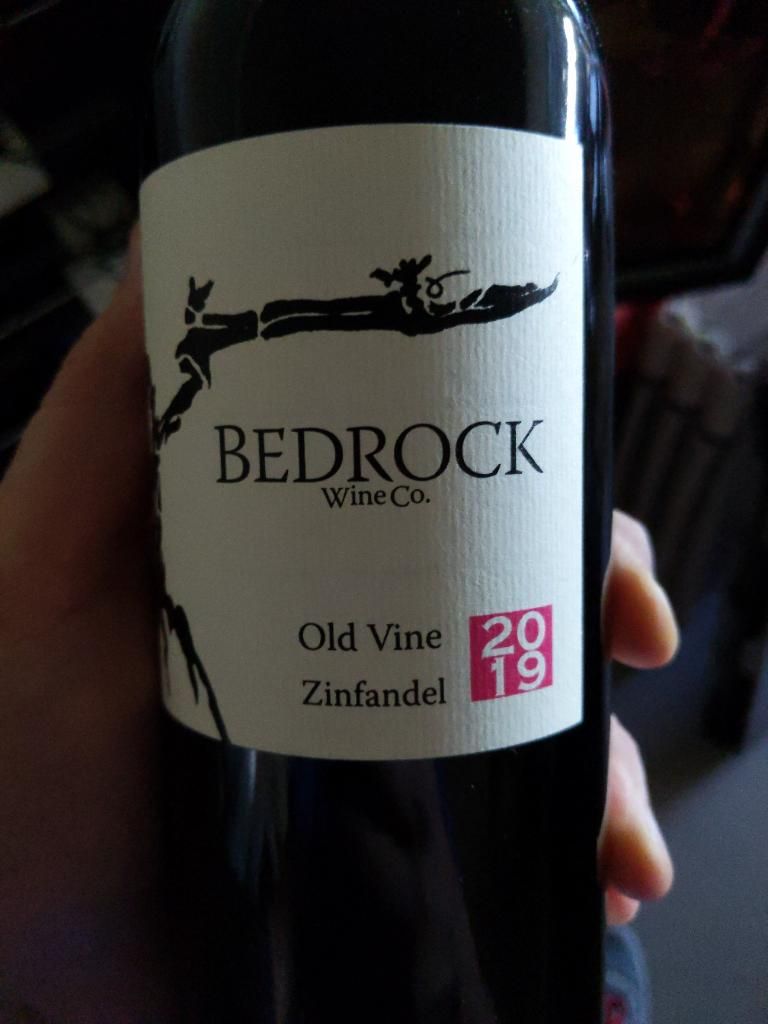 BEDROCK
Wine Co.
Old Vine
Zinfandel
20
19